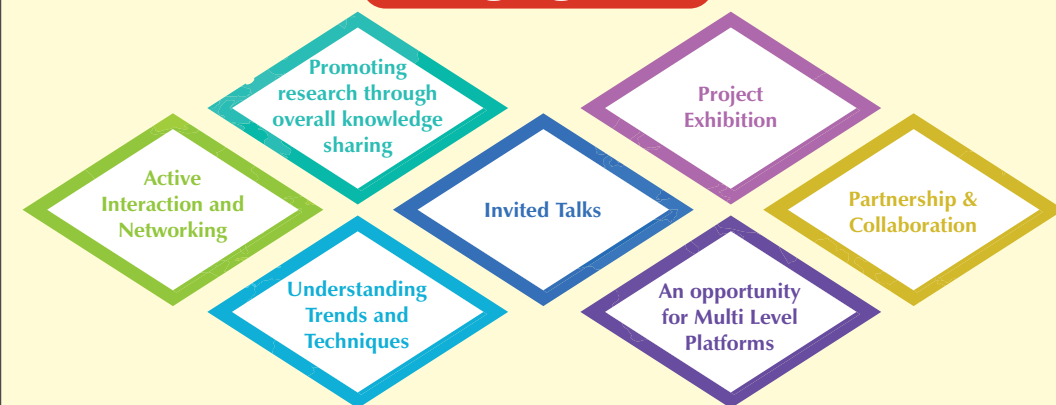 Promoting
research through
overall knowledge
sharing
Project
Exhibition
Active
Interaction and
Networking
Invited Talks
Partnership &
Collaboration
Understanding
Trends and
Techniques
An opportunity
for Multi Level
Platforms